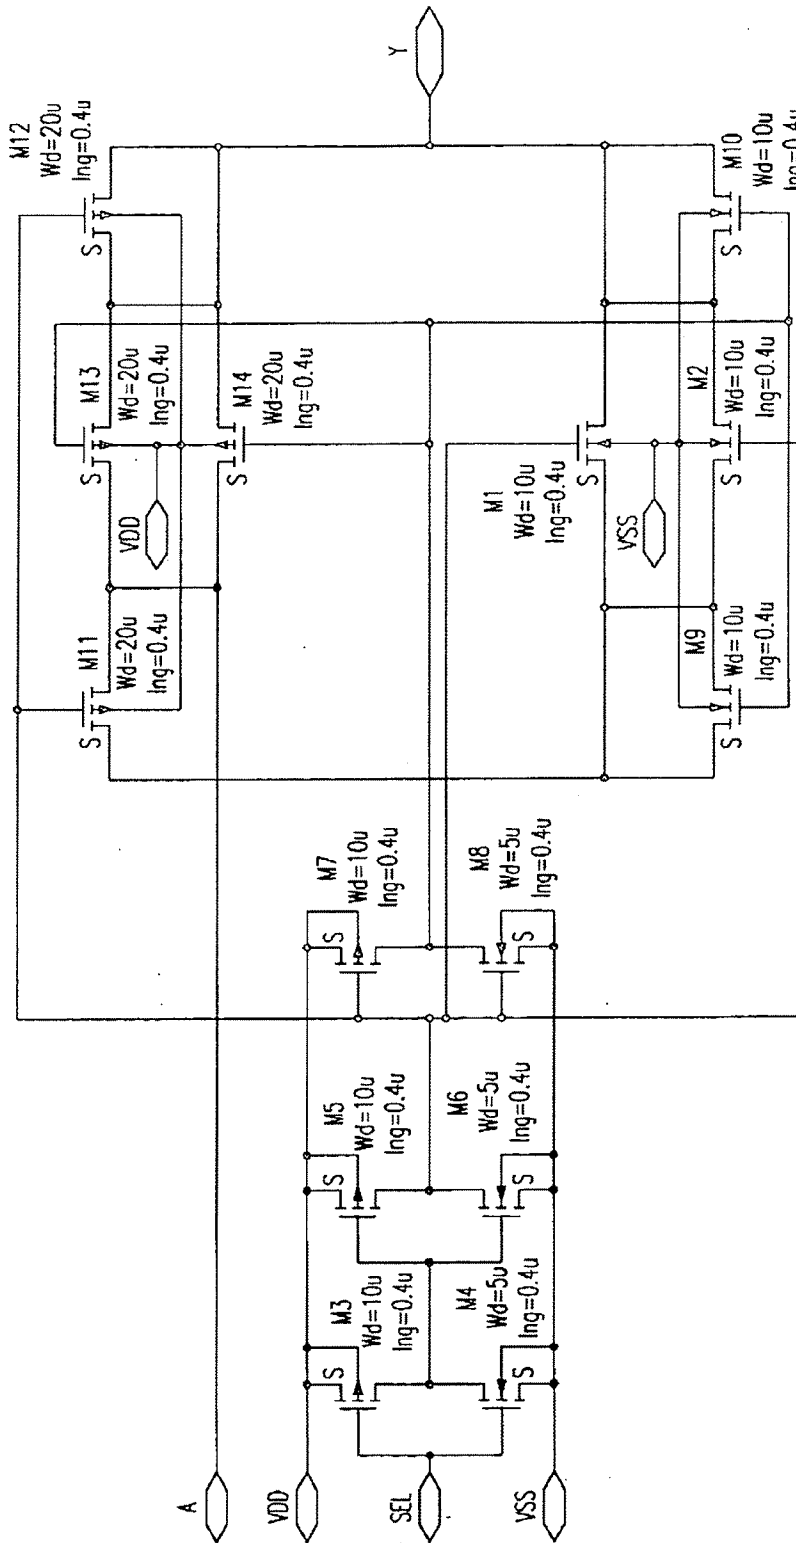 A
VDD
SEL
VSS
M3
Wd=10u
lng=0.4u
M4
Wd=5u
lng=0.4u
M5
Wd=10u
lng=0.4u
M6
Wd=5u
lng=0.4u
M7
Wd=10u
lng=0.4u
M8
Wd=5u
lng=0.4u
M11
Wd=20u
lng=0.4u
M13
Wd=20u
lng=0.4u
M12
Wd=20u
lng=0.4u
M14
Wd=20u
lng=0.4u
VDD
M1
Wd=10u
lng=0.4u
VSS
M9
Wd=10u
lng=0.4u
M2
Wd=10u
lng=0.4u
M10
Wd=10u
lng=0.4u
Y
S
S
S
S
S
S
S
S
S
S
S
S
S
S